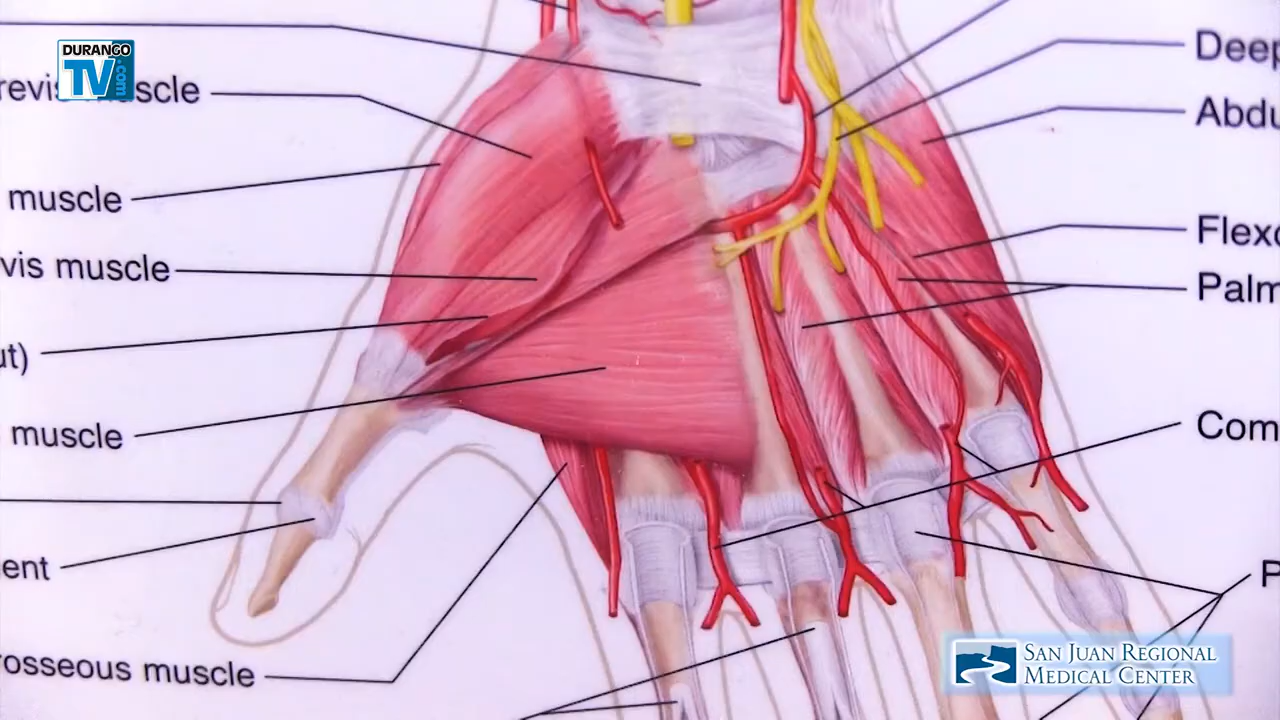 DURANGO
TV.com
revis muscle
muscle
vis muscle
ut)
muscle
ent
rosseous muscle
Deep
Abdu
Flexo
Palm
Com
P
SAN JUAN REGIONAL
MEDICAL CENTER